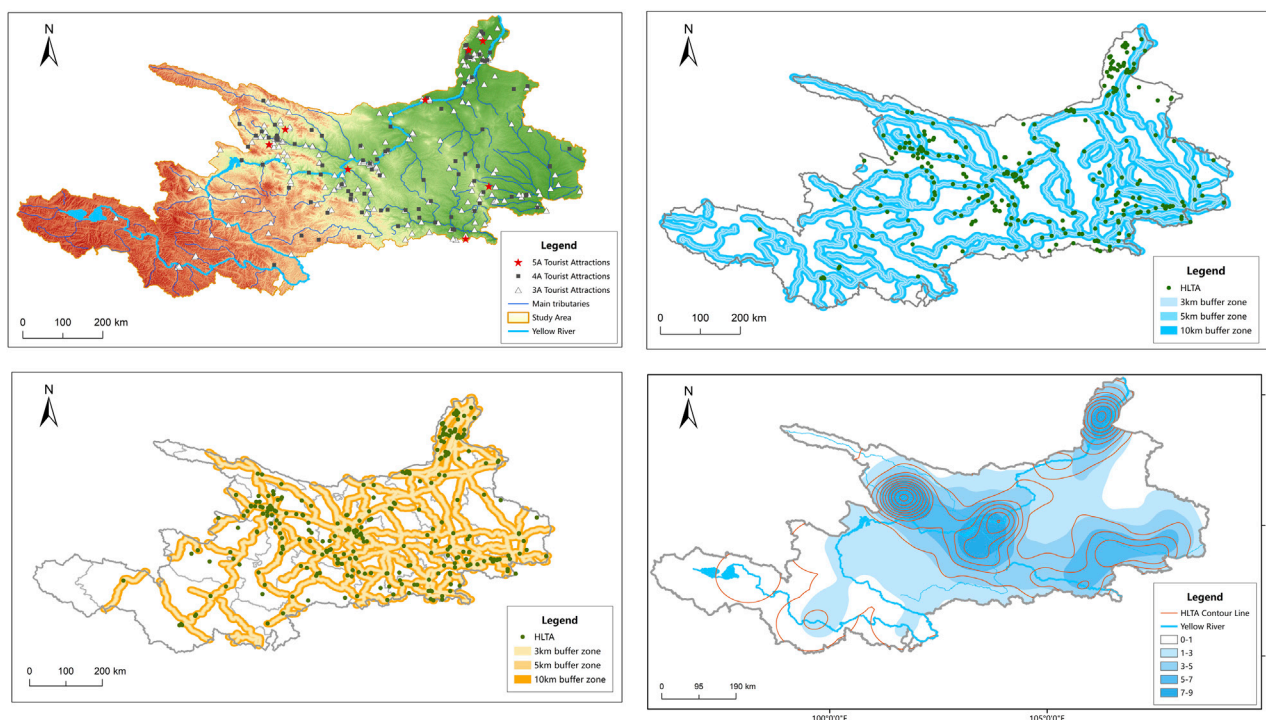 N
Legend
5A Tourist Attractions
4A Tourist Attractions
3A Tourist Attractions
Main tributaries
Study Area
Yellow River
0 100 200 km
N
Legend
HLTA
3km buffer zone
5km buffer zone
10km buffer zone
0 100 200 km
N
Legend
HLTA
3km buffer zone
5km buffer zone
10km buffer zone
0 100 200 km
N
Legend
HLTA Contour Line
Yellow River
0-1
1-3
3-5
5-7
7-9
0 95 190 km
100°0'0"E 105°0'0"E